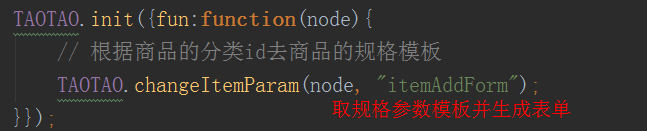 TAOTAO.init({fun:function(node){
// 根据商品的分类id去商品的规格模板
TAOTAO.changeItemParam(node, "itemAddForm");
取规格参数模板并生成表单
}});